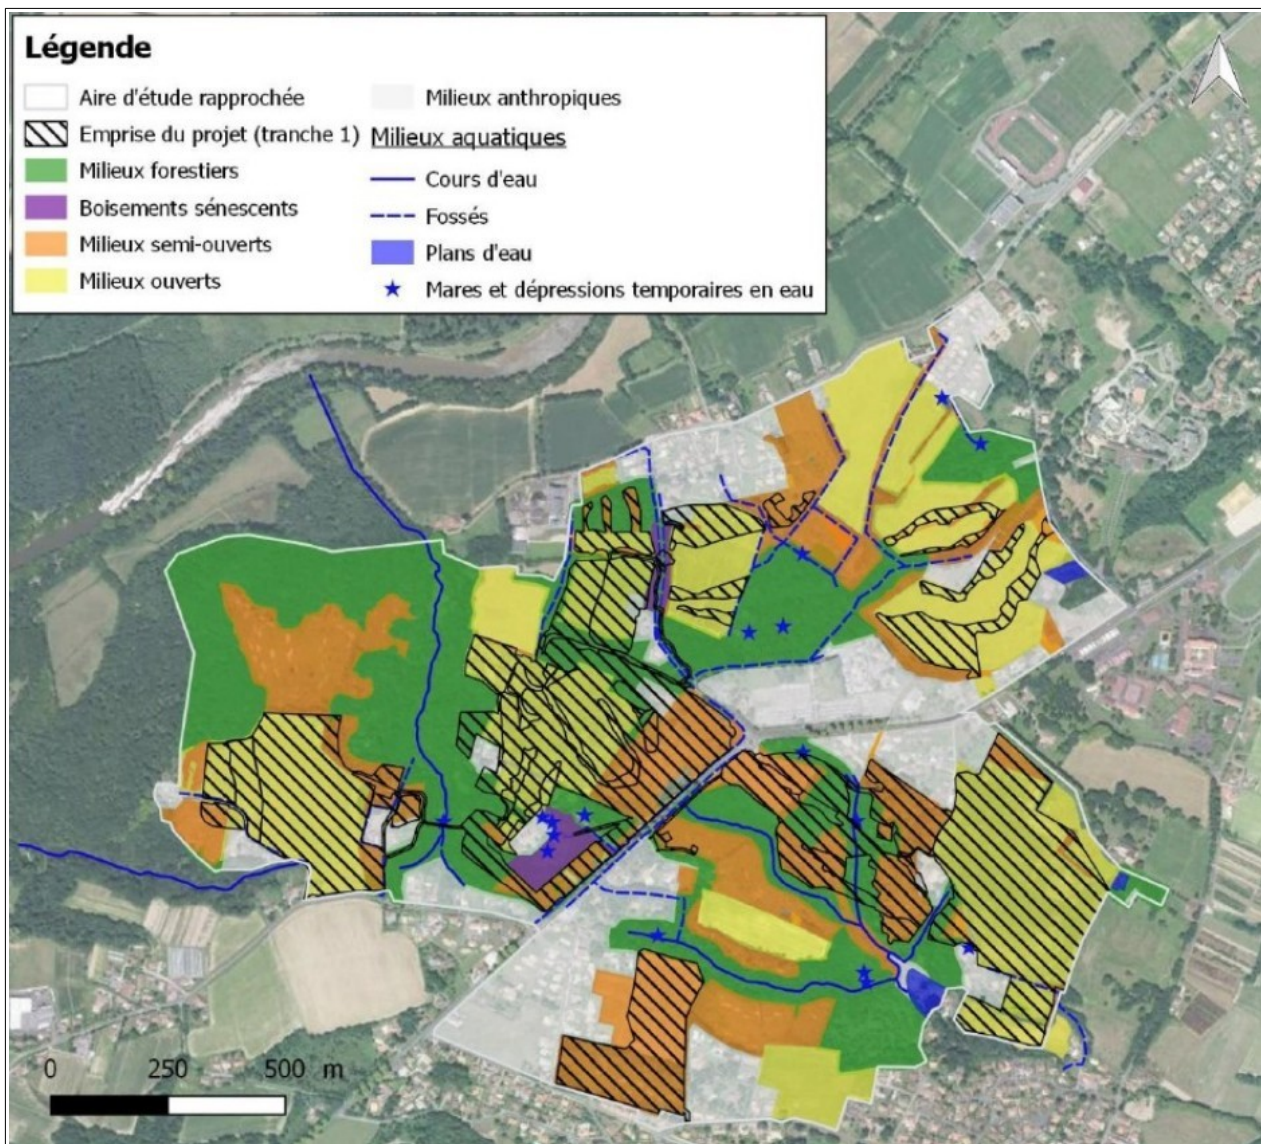 Légende
Aire d'étude rapprochée
Emprise du projet (tranche 1)
Milieux forestiers
Boisements sénescents
Milieux semi-ouverts
Milieux ouverts
Milieux anthropiques
Milieux aquatiques
Cours d'eau
Fossés
Plans d'eau
Mares et dépressions temporaires en eau
0 250 500 m